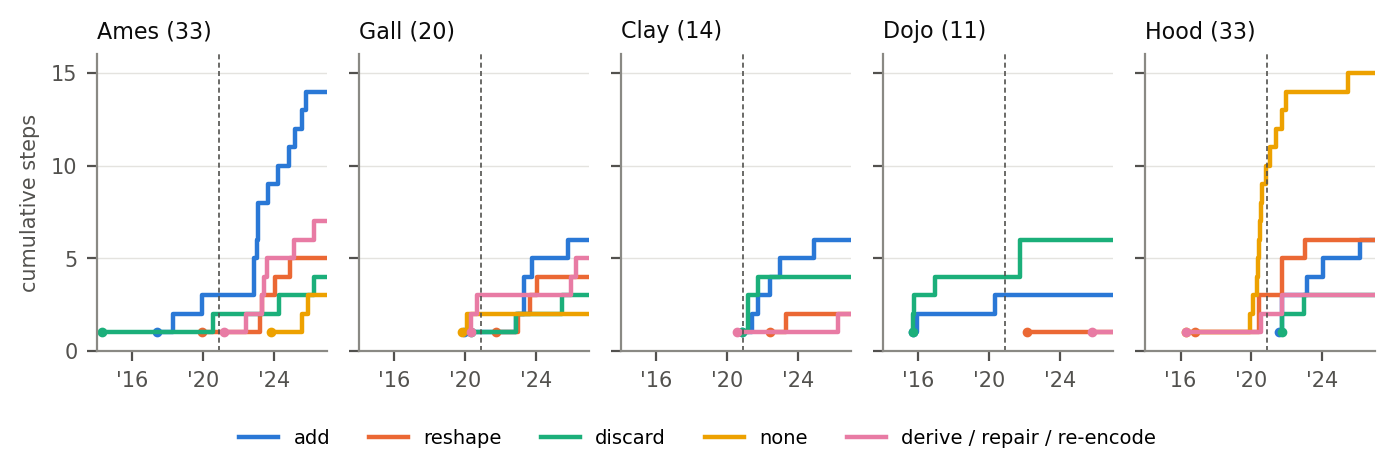 Ames (33)
Gall (20)
Clay (14)
Dojo (11)
Hood (33)
cumulative steps
15
10
5
0
'16 '20 '24
'16 '20 '24
'16 '20 '24
'16 '20 '24
'16 '20 '24
add
reshape
discard
none
derive / repair / re-encode